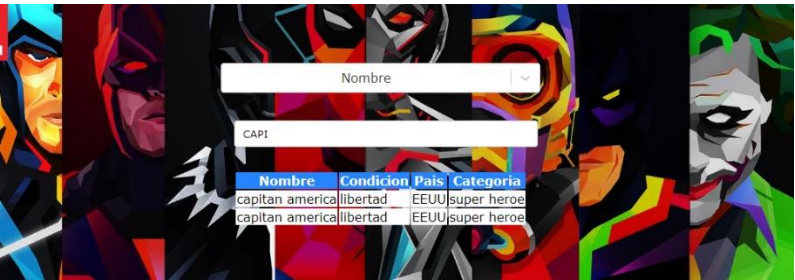 Nombre
CAPI
Nombre Condicion Pais Categoria
capitan america libertad EEUU super heroe
capitan america libertad EEUU super heroe